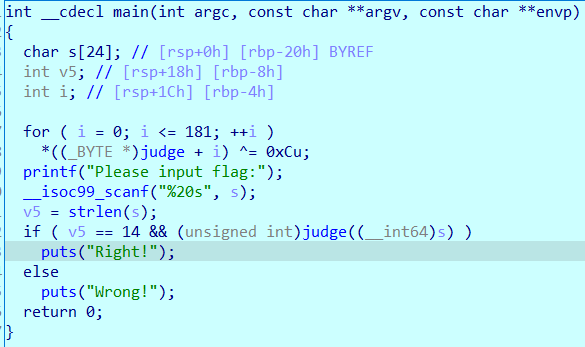 int __cdecl main(int argc, const char **argv, const char **envp)
{
  char s[24]; // [rsp+0h] [rbp-20h] BYREF
  int v5; // [rsp+18h] [rbp-8h]
  int i; // [rsp+1Ch] [rbp-4h]

  for ( i = 0; i <= 181; ++i )
    *((_BYTE *)judge + i) ^= 0xCu;
  printf("Please input flag:");
  __isoc99_scanf("%20s", s);
  v5 = strlen(s);
  if ( v5 == 14 && (unsigned int)judge((__int64)s) )
    puts("Right!");
  else
    puts("Wrong!");
  return 0;
}